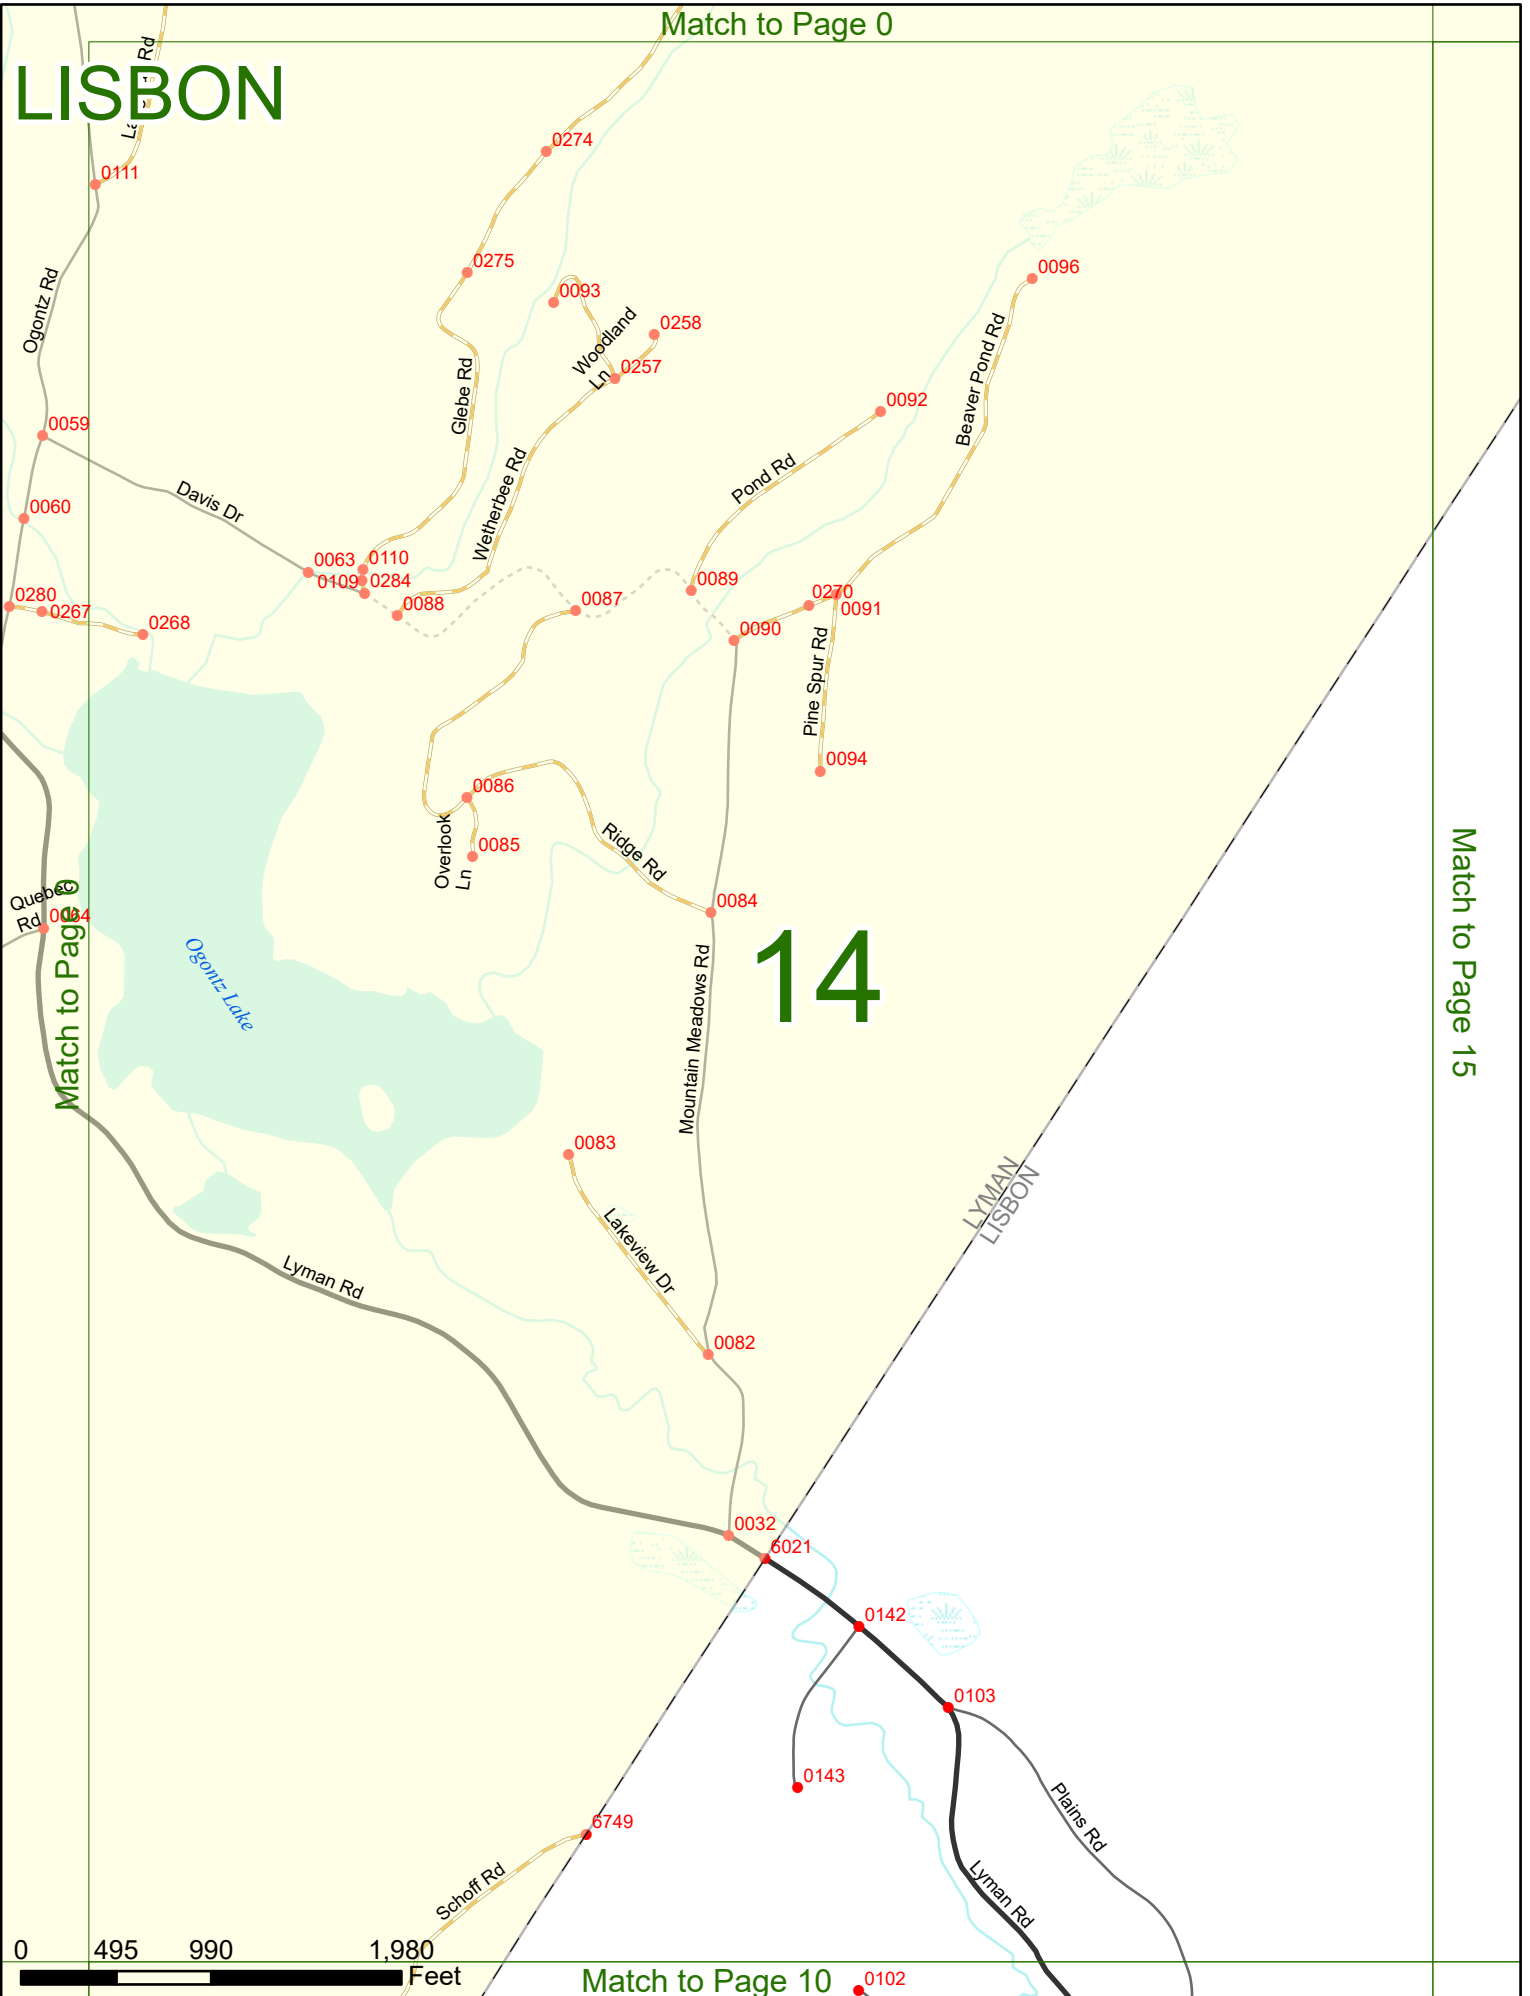 Match to Page 0
LISBON
Rd
0111
0274
0275
0093
0096
Ogontz Rd
Woodland
Ln
0258
0257
Glebe Rd
Beaver Pond Rd
0092
0059
Wetherbee Rd
Pond Rd
Davis Dr
0060
0063
0110
0109
0284
0088
0087
0089
0270
0091
0280
0267
0268
0090
Pine Spur Rd
0094
0086
Overlook
Ln
0085
Ridge Rd
Quebec
Rd
0064
Match to Page 0
0084
14
Match to Page 15
Ogontz Lake
Mountain Meadows Rd
0083
LYMAN
LISBON
Lakeview Dr
Lyman Rd
0082
0032
6021
0142
0103
0143
Plains Rd
6749
Schoff Rd
Lyman Rd
0 495 990 1,980
Feet
Match to Page 10
0102